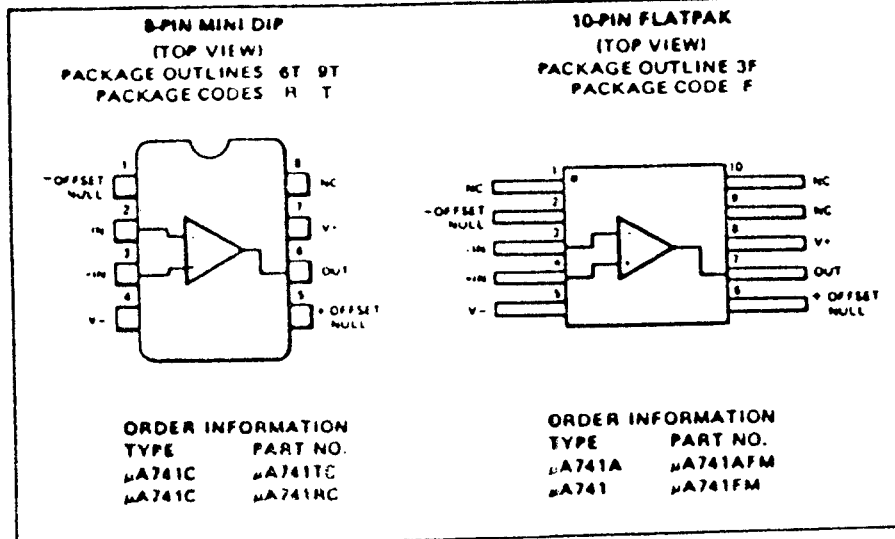 8-PIN MINI DIP
(TOP VIEW)
PACKAGE OUTLINES 6T 9T
PACKAGE CODES R T
1
8
-OFFSET
NULL
NC
2
7
IN
V+
3
6
-IN
OUT
4
5
V-
+ OFFSET
NULL
ORDER INFORMATION
TYPE PART NO.
μA741C μA741TC
μA741C μA741RC
10-PIN FLATPAK
(TOP VIEW)
PACKAGE OUTLINE 3F
PACKAGE CODE F
1
10
NC
NC
2
9
-OFFSET
NULL
NC
3
8
-IN
V+
4
7
+IN
OUT
5
6
V-
+ OFFSET
NULL
ORDER INFORMATION
TYPE PART NO.
μA741A μA741AFM
μA741 μA741FM